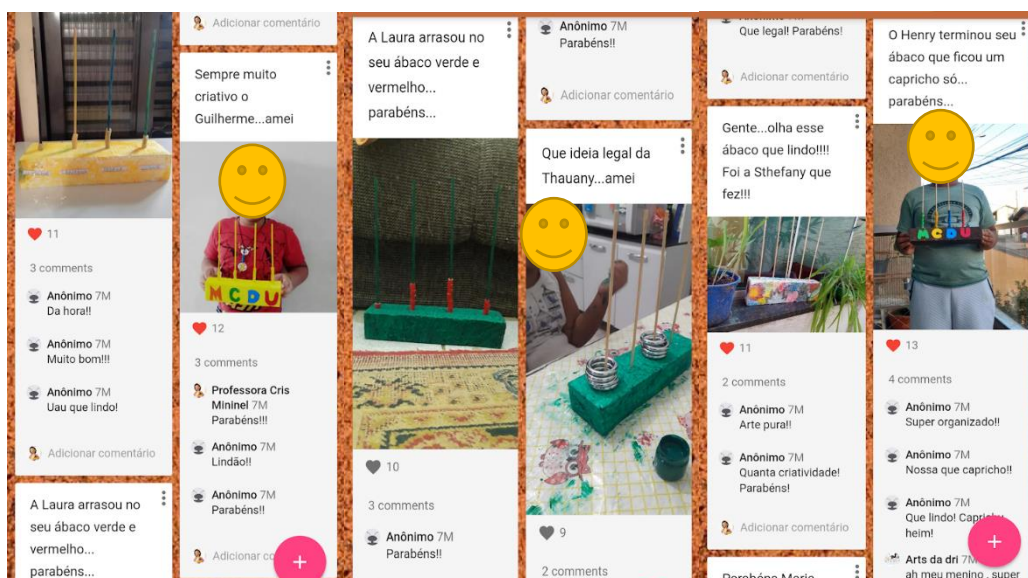 11
3 comments
Anônimo 7M
Da hora!!
Anônimo 7M
Muito bom!!!
Anônimo 7M
Uau que lindo!
Adicionar comentário
A Laura arrasou no
seu ábaco verde e
vermelho...
parabéns...
Adicionar comentário
Sempre muito
criativo o
Guilherme...amei
M C D U
12
3 comments
Professora Cris
Mininel 7M
Parabéns!!!
Anônimo 7M
Lindão!!
Anônimo 7M
Parabéns!!
Adicionar co
+
A Laura arrasou no
seu ábaco verde e
vermelho...
parabéns...
10
3 comments
Anônimo 7M
Parabéns!!
Anônimo 7M
Parabéns!!
Adicionar comentário
Que ideia legal da
Thauany...amei
9
2 comments
Que legal! Parabéns!
Adicionar comentário
Gente...olha esse
ábaco que lindo!!!!
Foi a Sthefany que
fez!!!
11
2 comments
Anônimo 7M
Arte pura!!
Anônimo 7M
Quanta criatividade!
Parabéns!
Adicionar comentário
O Henry terminou seu
ábaco que ficou um
capricho só...
parabéns...
M C D U
13
4 comments
Anônimo 7M
Super organizado!!
Anônimo 7M
Nossa que capricho!!
Anônimo 7M
Que lindo! Caprichou
heim!
Arts da dri 7M
ah meu menino , super
+